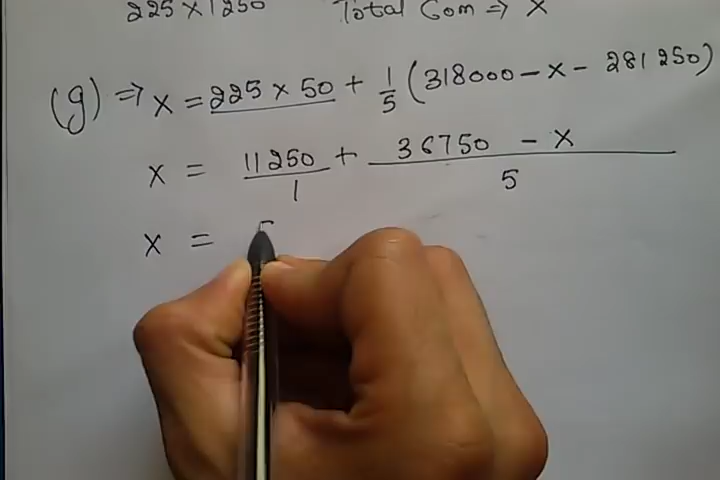 225 x 1250 Total Com ⇒ X
(g) ⇒ x = 225 x 50 + 1/5 (318000 - x - 281250)
x = 11250/1 + 36750 - x/5
x =